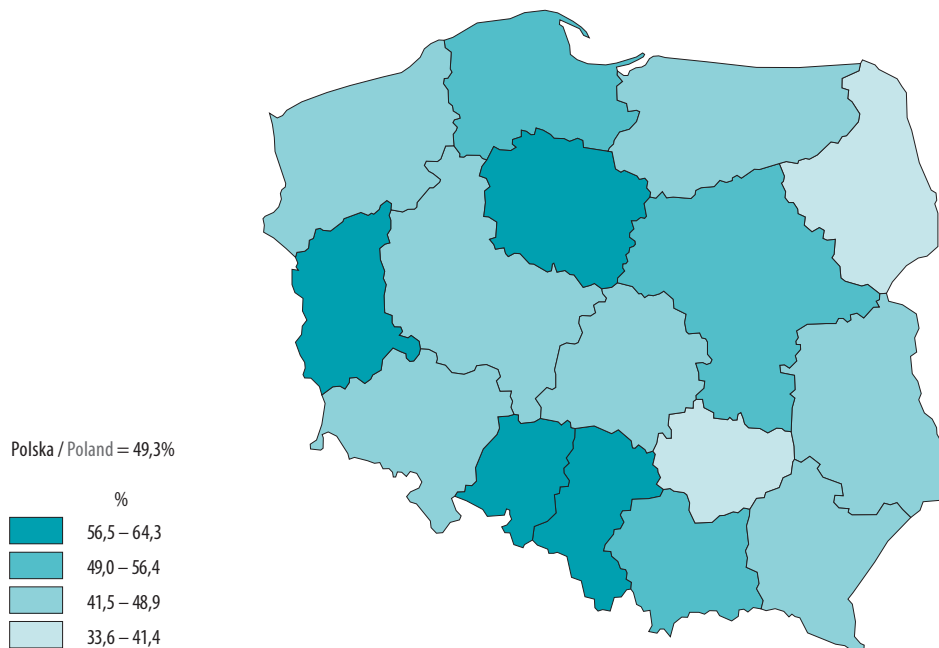 Polska / Poland = 49,3%
%
56,5 – 64,3
49,0 – 56,4
41,5 – 48,9
33,6 – 41,4